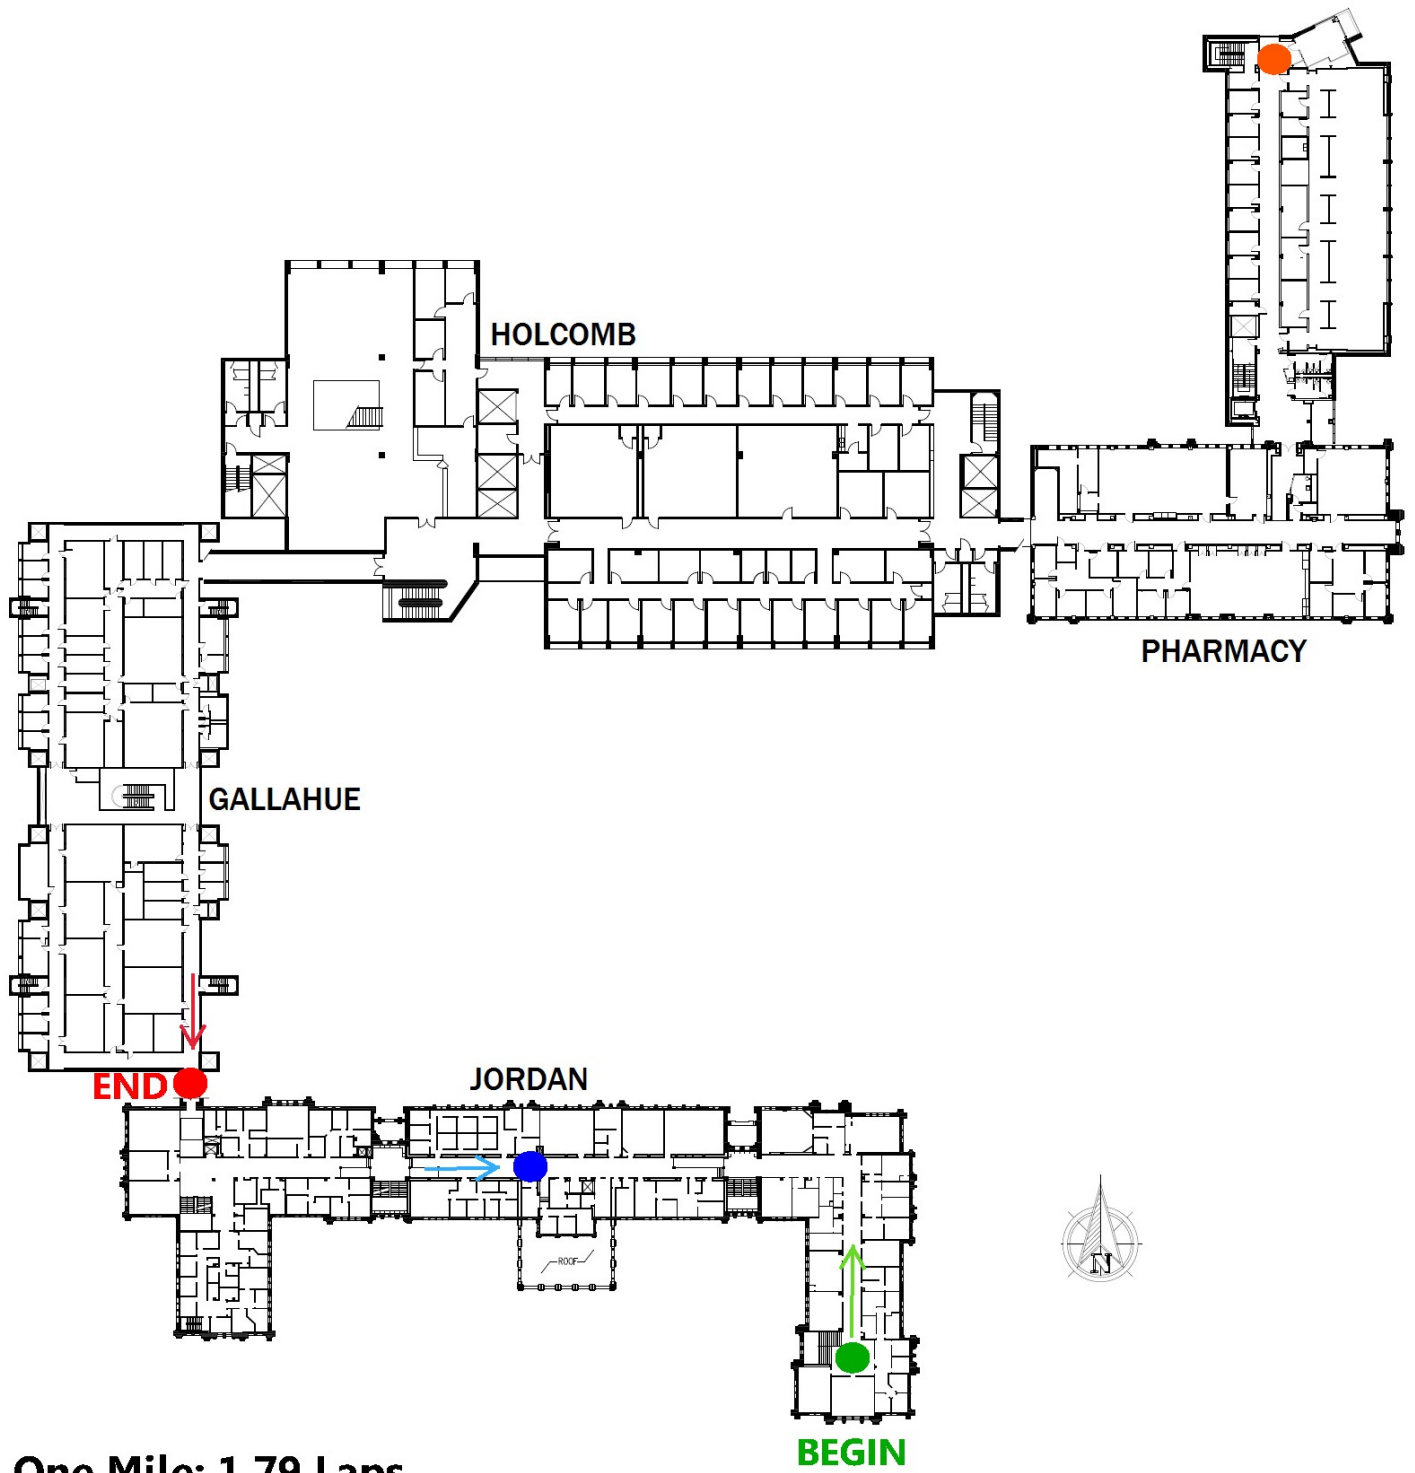 HOLCOMB
PHARMACY
GALLAHUE
END
JORDAN
ROOF
N
BEGIN
One Mile: 1.79 Laps